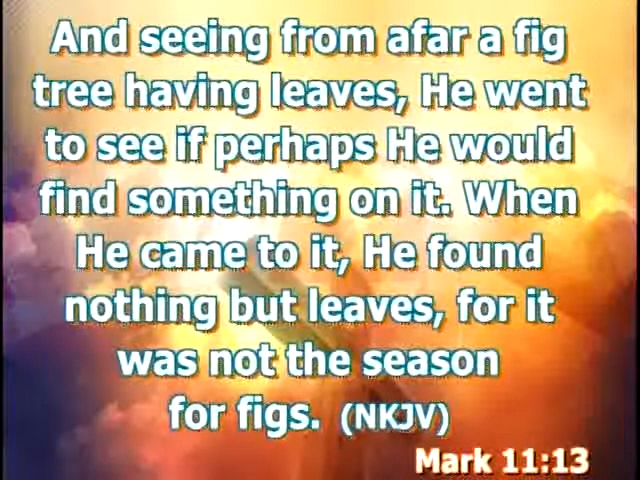 And seeing from afar a fig
tree having leaves, He went
to see if perhaps He would
find something on it. When
He came to it, He found
nothing but leaves, for it
was not the season
for figs. (NKJV)
Mark 11:13